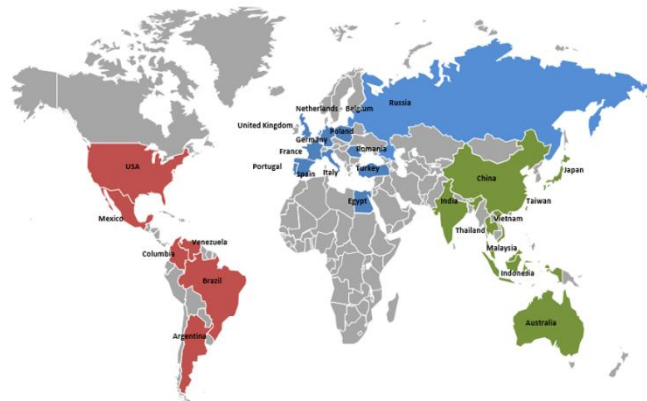 Netherlands - Belgium
Russia
United Kingdom
Poland
Germany
France
Romania
Portugal
Spain
Italy
Turkey
USA
China
Japan
Mexico
Egypt
India
Taiwan
Vietnam
Thailand
Venezuela
Malaysia
Columbia
Indonesia
Brazil
Australia
Argentina